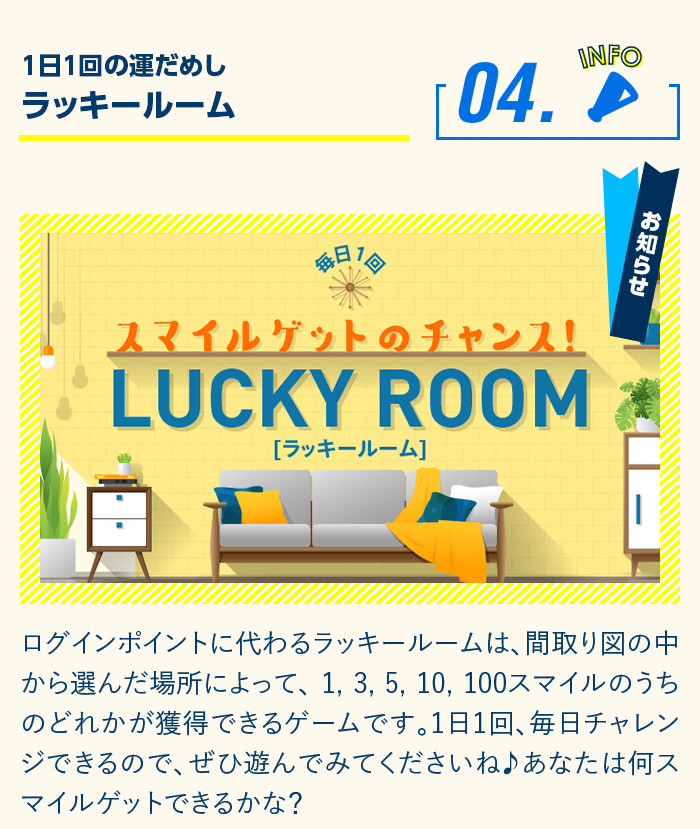 1日1回の運だめし
ラッキールーム
04.
INFO
お知らせ
毎日1回
スマイルゲットのチャンス!
LUCKY ROOM
[ラッキールーム]
ログインポイントに代わるラッキールームは、間取り図の中
から選んだ場所によって、1, 3, 5, 10, 100スマイルのうち
のどれかが獲得できるゲームです。1日1回、毎日チャレン
ジできるので、ぜひ遊んでみてくださいね♪あなたは何ス
マイルゲットできるかな?